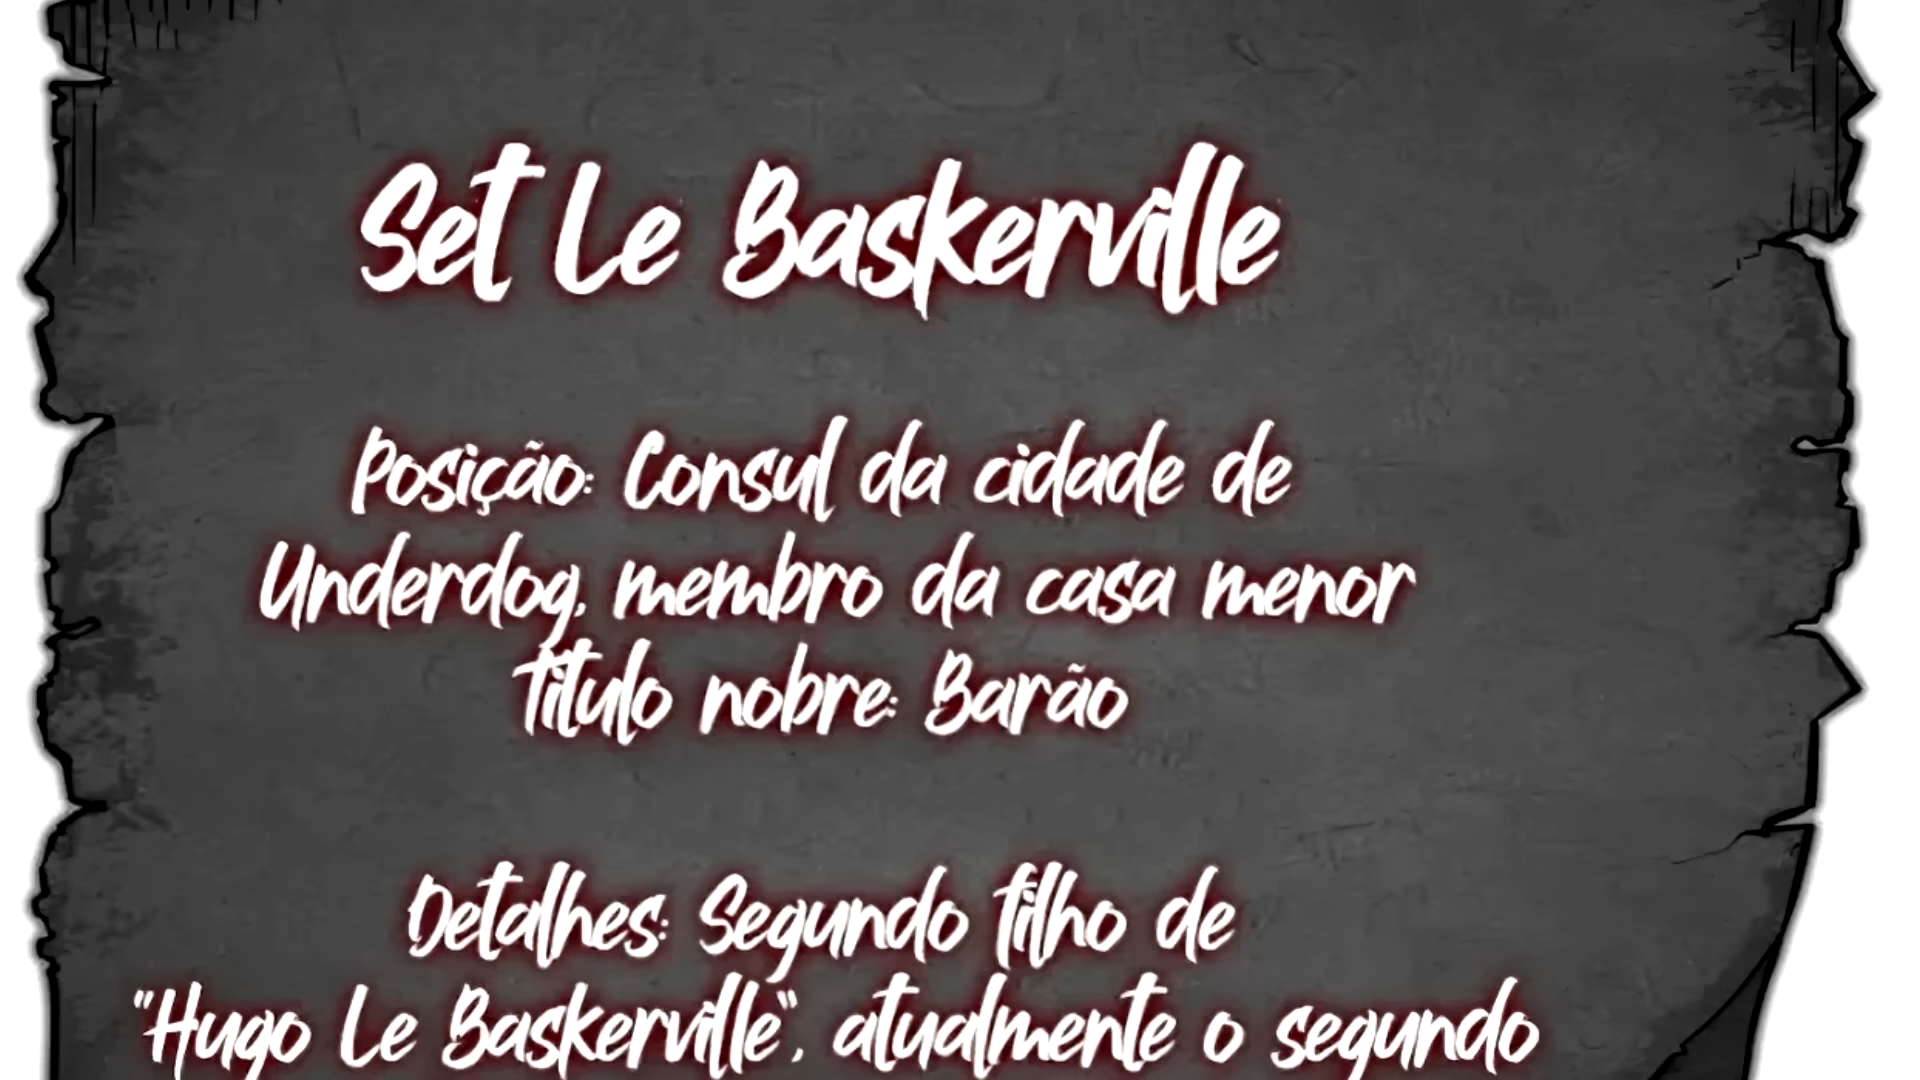 Set Le Baskerville
Posição: Consul da cidade de
Underdog, membro da casa menor
Titulo nobre: Barão
Detalhes: Segundo filho de
"Hugo Le Baskerville", atualmente o segundo